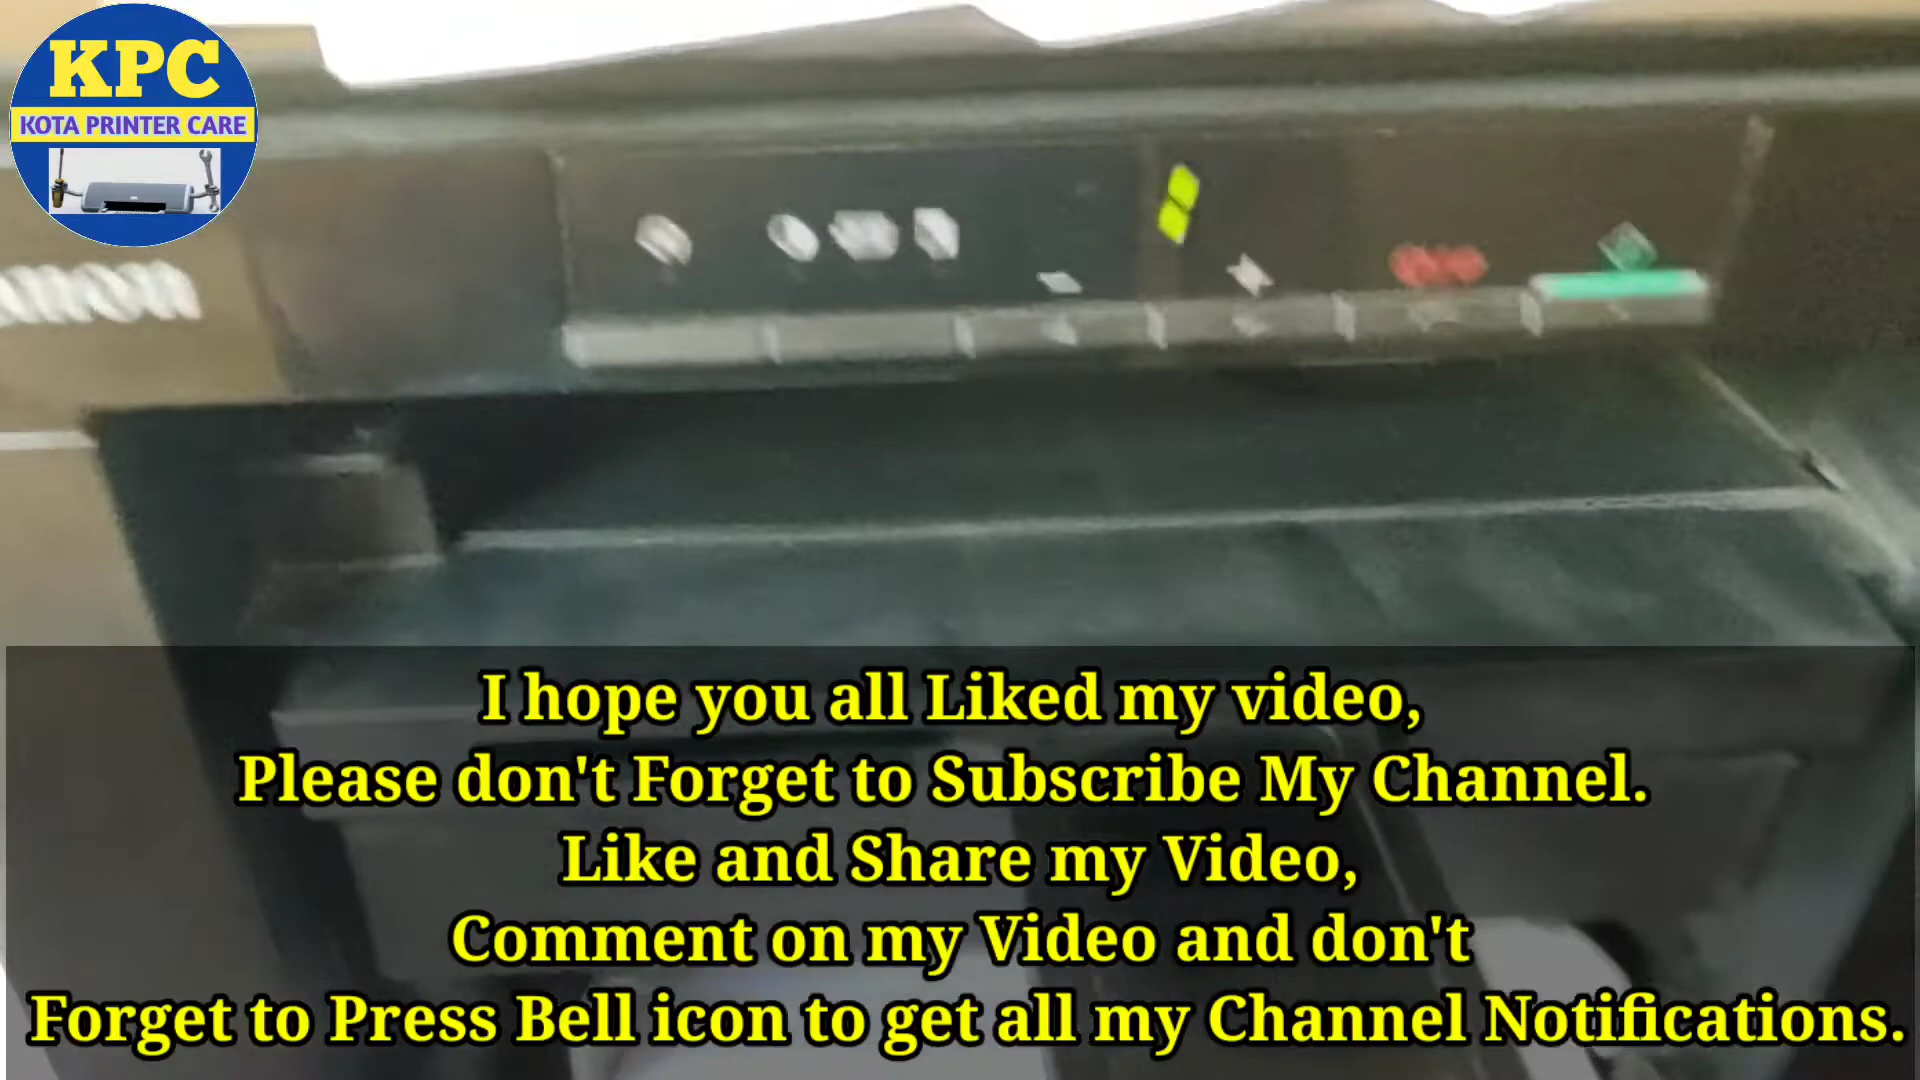 KPC
KOTA PRINTER CARE
I hope you all Liked my video,
Please don't Forget to Subscribe My Channel.
Like and Share my Video,
Comment on my Video and don't
Forget to Press Bell icon to get all my Channel Notifications.